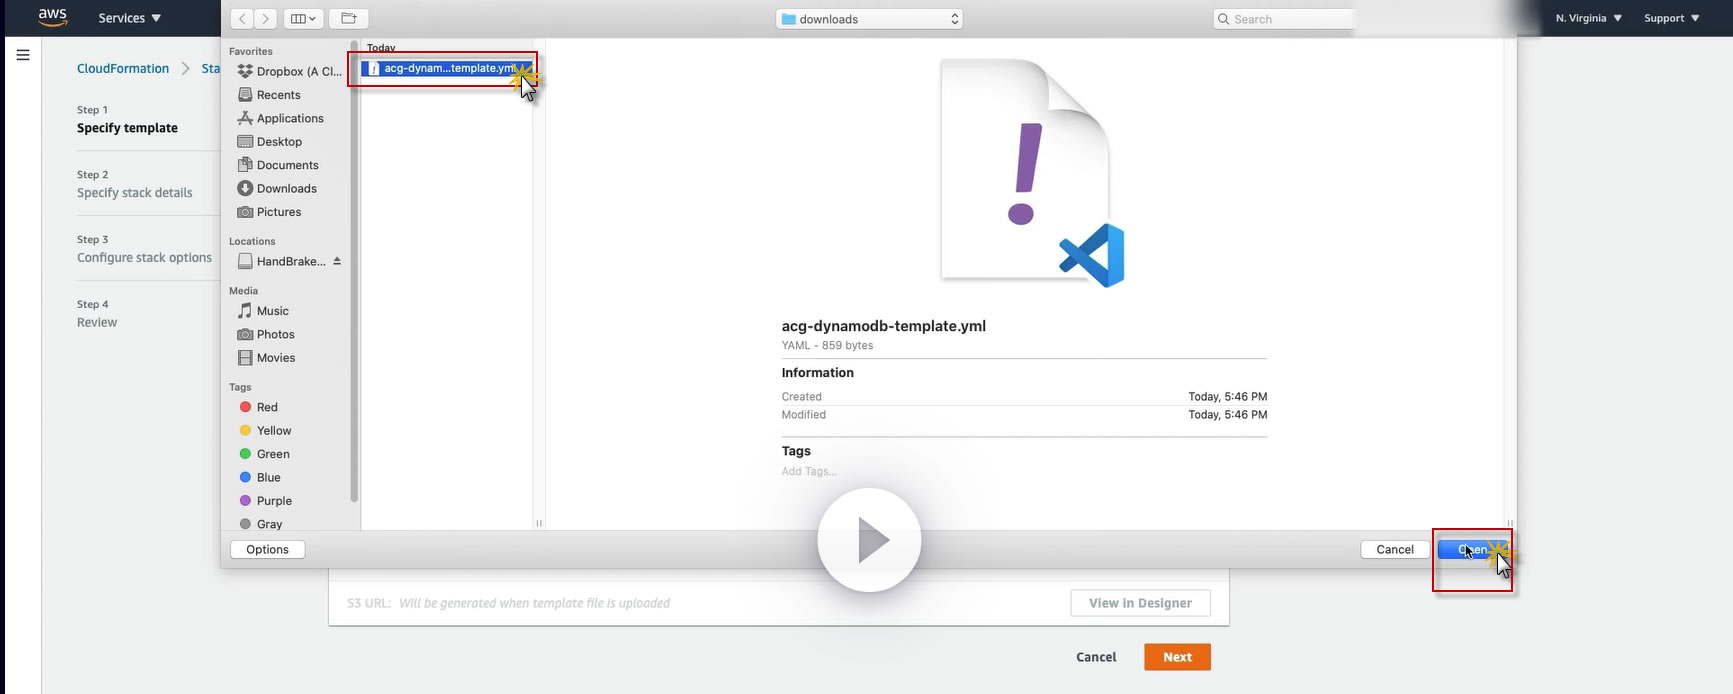 aws
Services
downloads
Search
N. Virginia
Support
CloudFormation
Sta
Step 1
Specify template
Step 2
Specify stack details
Step 3
Configure stack options
Step 4
Review
Favorites
Dropbox (A Cl...
Recents
Applications
Desktop
Documents
Downloads
Pictures
Locations
HandBrake...
Media
Music
Photos
Movies
Tags
Red
Yellow
Green
Blue
Purple
Gray
Options
Today
acg-dynam...template.yml
acg-dynamodb-template.yml
YAML - 859 bytes
Information
Created Today, 5:46 PM
Modified Today, 5:46 PM
Tags
Add Tags...
Cancel
Open
S3 URL: Will be generated when template file is uploaded
View in Designer
Cancel
Next